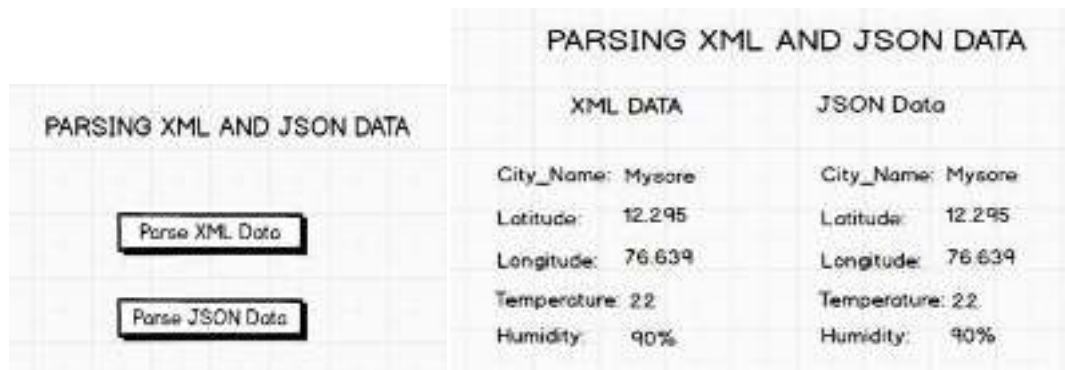 PARSING XML AND JSON DATA
Parse XML Data
Parse JSON Data
PARSING XML AND JSON DATA
XML DATA
City_Name: Mysore
Latitude: 12.295
Longitude: 76.639
Temperature: 22
Humidity: 90%
JSON Data
City_Name: Mysore
Latitude: 12.295
Longitude: 76.639
Temperature: 22
Humidity: 90%